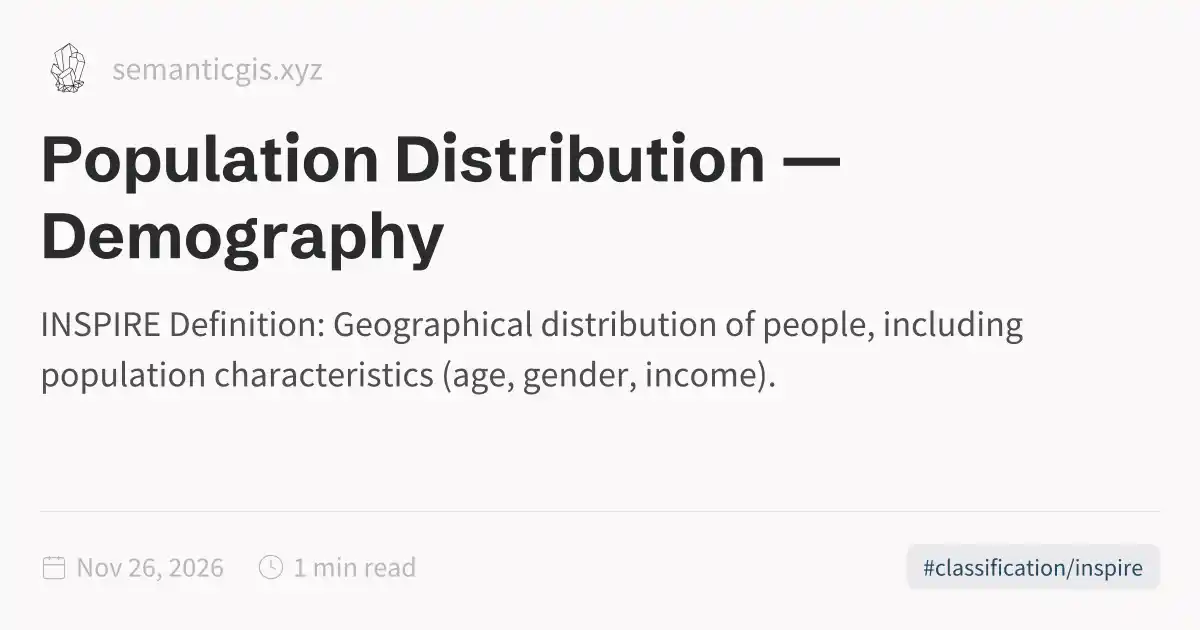 semanticgis.xyz
Population Distribution —
Demography
INSPIRE Definition: Geographical distribution of people, including
population characteristics (age, gender, income).
Nov 26, 2026 1 min read #classification/inspire